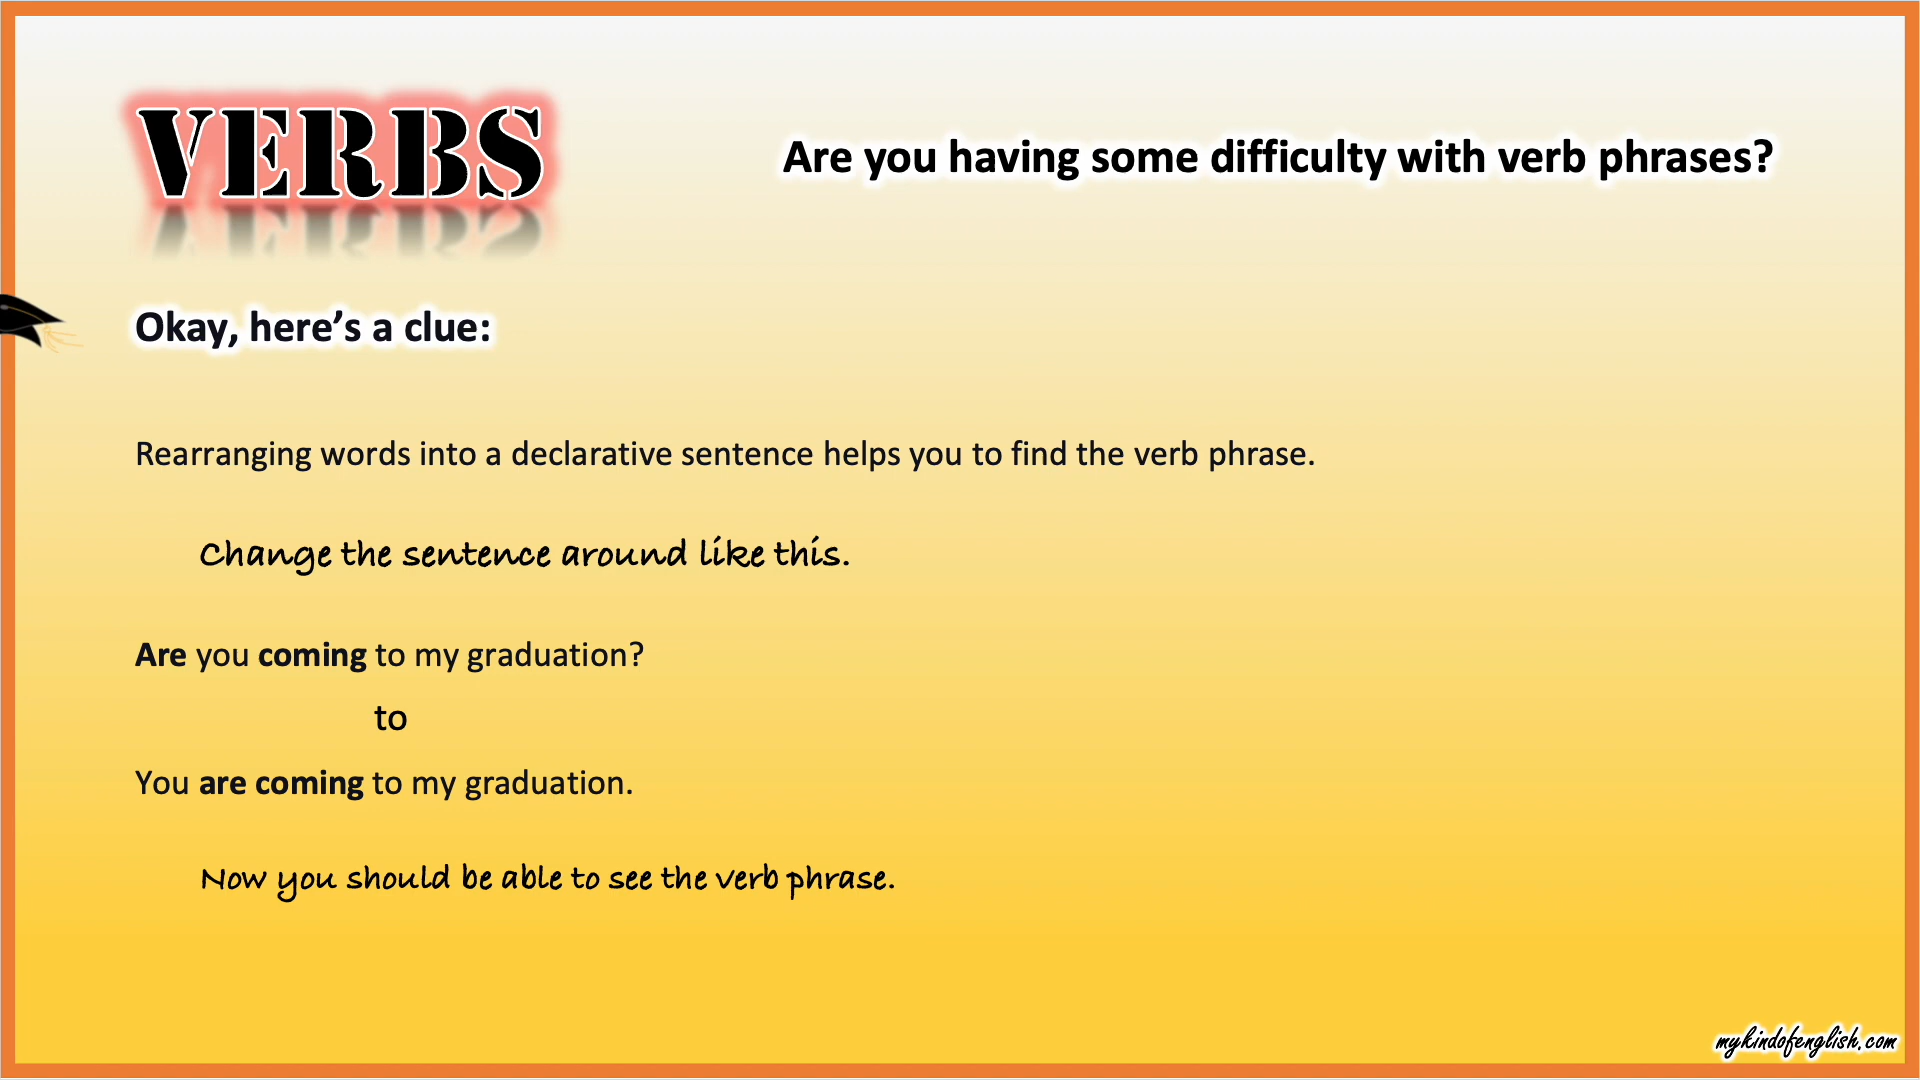 VERBS
Are you having some difficulty with verb phrases?
Okay, here’s a clue:
Rearranging words into a declarative sentence helps you to find the verb phrase.
Change the sentence around like this.
Are you coming to my graduation?
to
You are coming to my graduation.
Now you should be able to see the verb phrase.
mykindofenglish.com